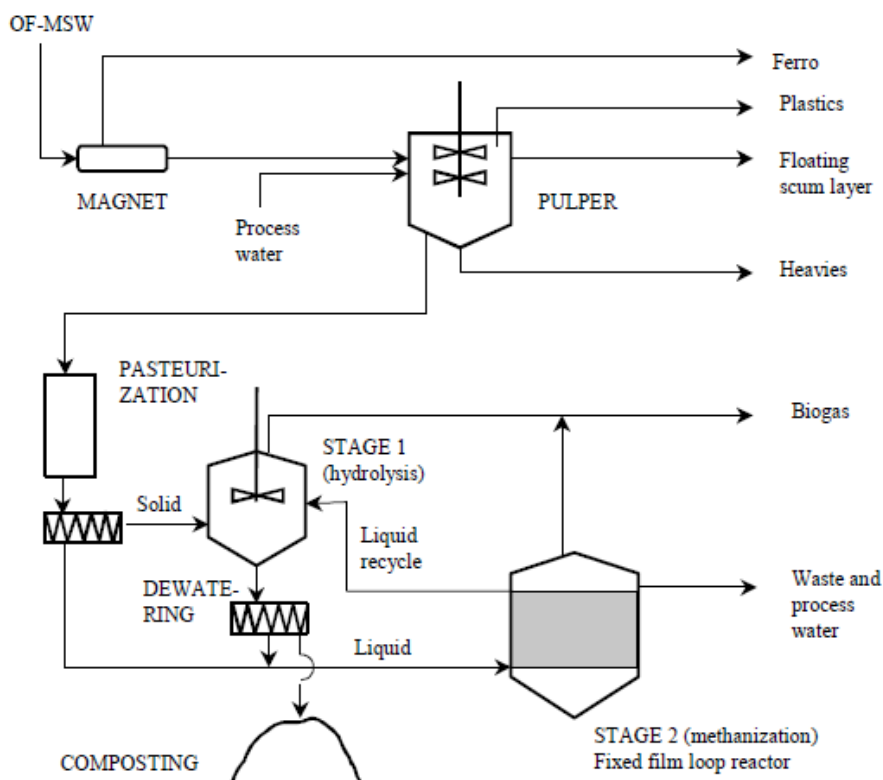 OF-MSW
Ferro
Plastics
MAGNET
Process
water
PULPER
Floating
scum layer
Heavies
PASTEURI-
ZATION
Biogas
STAGE 1
(hydrolysis)
Solid
Liquid
recycle
DEWATE-
RING
Waste and
process
water
Liquid
STAGE 2 (methanization)
Fixed film loop reactor
COMPOSTING